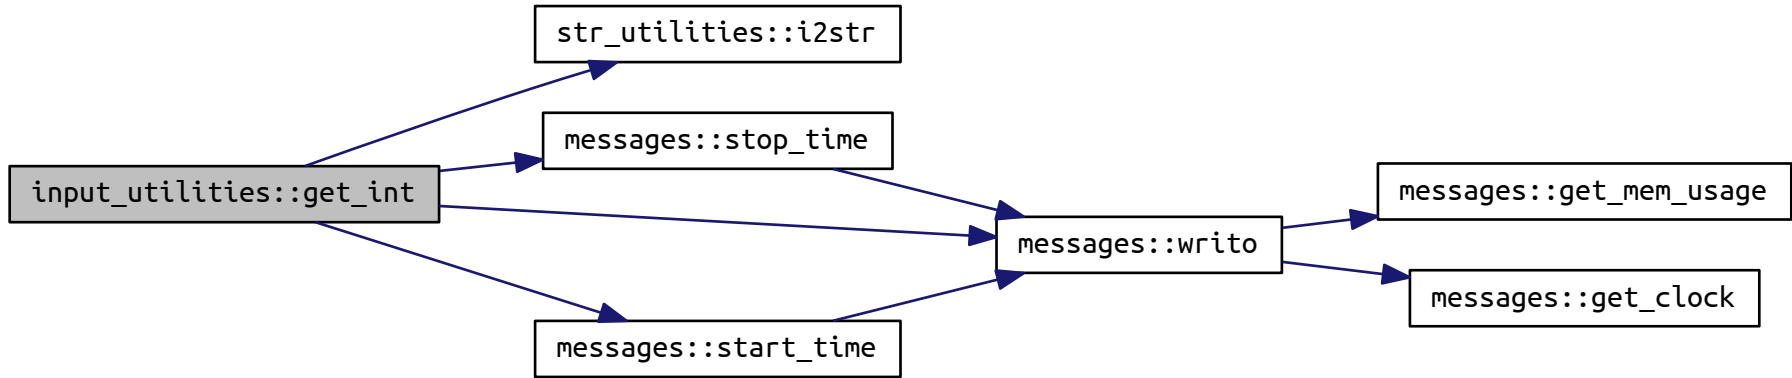 str_utilities::i2str
messages::stop_time
input_utilities::get_int
messages::get_mem_usage
messages::writo
messages::get_clock
messages::start_time